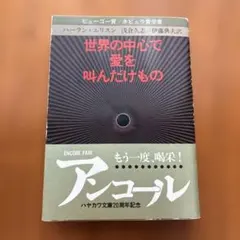 ヒューゴー賞/ネビュラ賞受賞
ハーラン・エリスン 浅倉久志・伊藤典夫訳
世界の中心で
愛を
叫んだけもの
ENCORE FAIR
もう一度、喝采!
アンコール
ハヤカワ文庫20周年記念